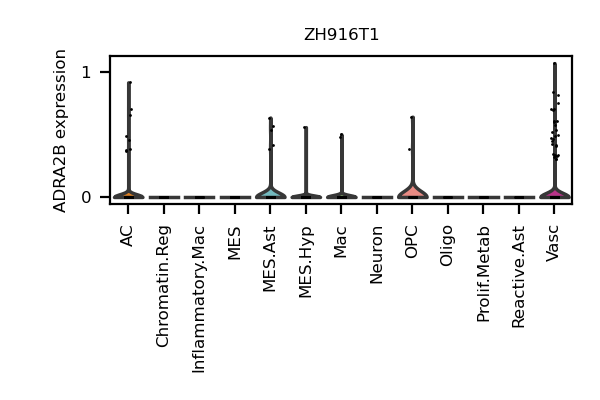 ZH916T1
ADRA2B expression
1
0
AC
Chromatin.Reg
Inflammatory.Mac
MES
MES.Ast
MES.Hyp
Mac
Neuron
OPC
Oligo
Prolif.Metab
Reactive.Ast
Vasc